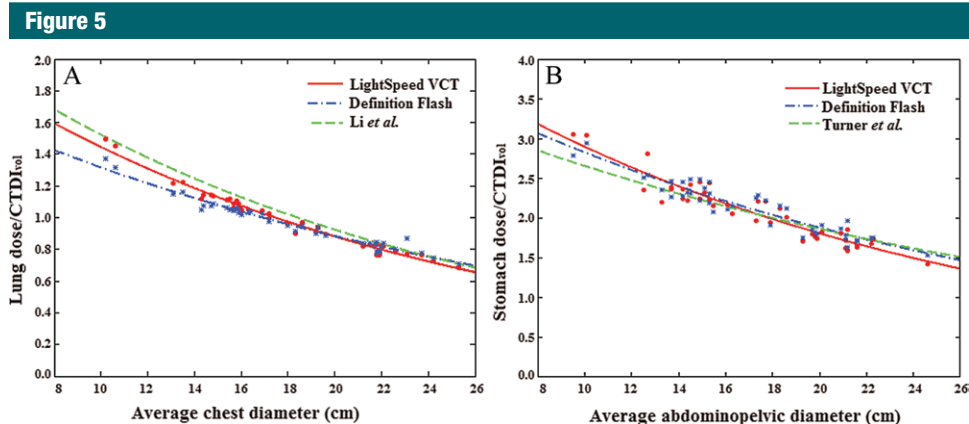 Figure 5
A
LightSpeed VCT
Definition Flash
Li et al.
Lung dose/CTDIvol
2.0
1.8
1.6
1.4
1.2
1.0
0.8
0.6
0.4
0.2
0.0
8 10 12 14 16 18 20 22 24 26
Average chest diameter (cm)
B
LightSpeed VCT
Definition Flash
Turner et al.
Stomach dose/CTDIvol
4.0
3.5
3.0
2.5
2.0
1.5
1.0
0.5
0.0
8 10 12 14 16 18 20 22 24 26
Average abdominopelvic diameter (cm)